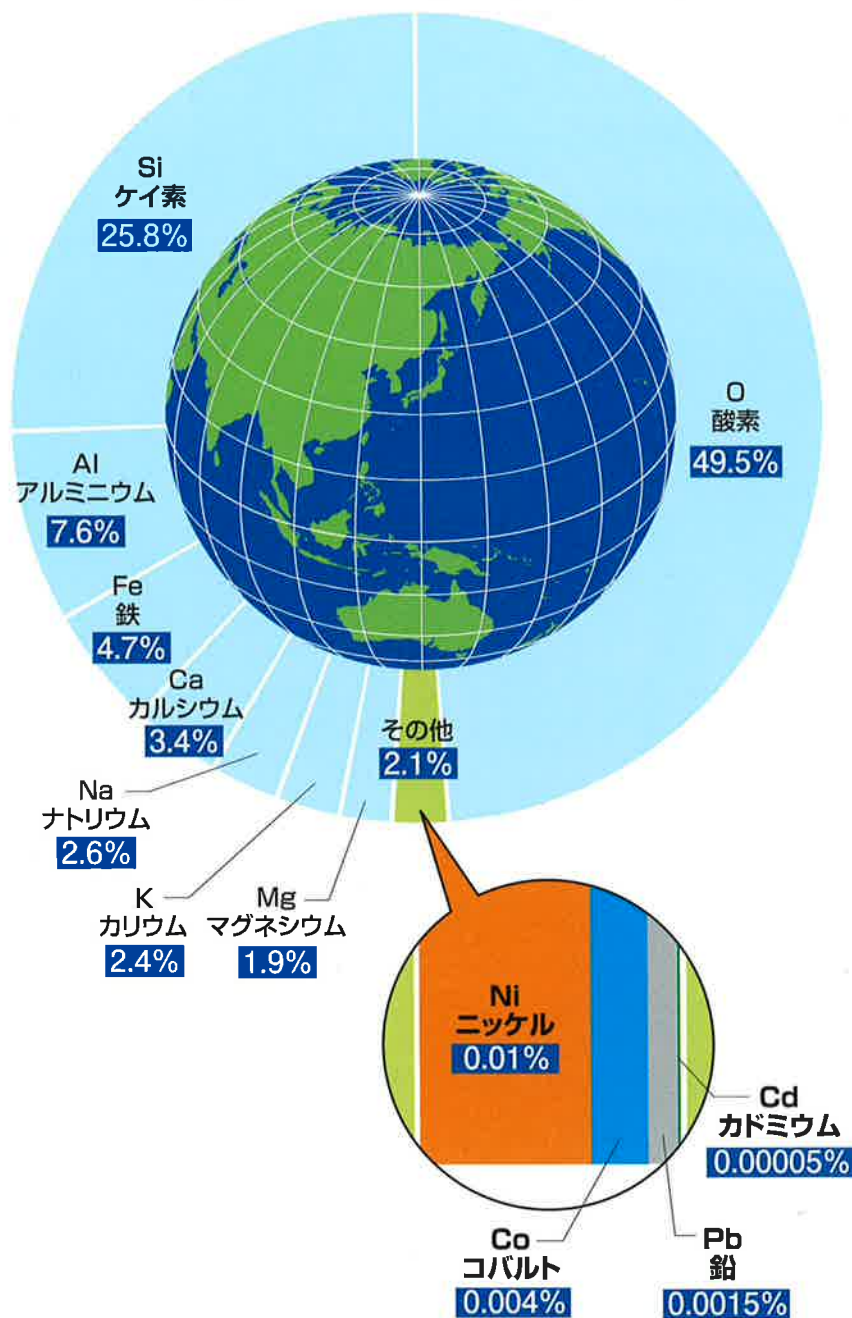 Si
ケイ素
25.8%
O
酸素
49.5%
Al
アルミニウム
7.6%
Fe
鉄
4.7%
Ca
カルシウム
3.4%
Na
ナトリウム
2.6%
K
カリウム
2.4%
Mg
マグネシウム
1.9%
その他
2.1%
Ni
ニッケル
0.01%
Cd
カドミウム
0.00005%
Co
コバルト
0.004%
Pb
鉛
0.0015%